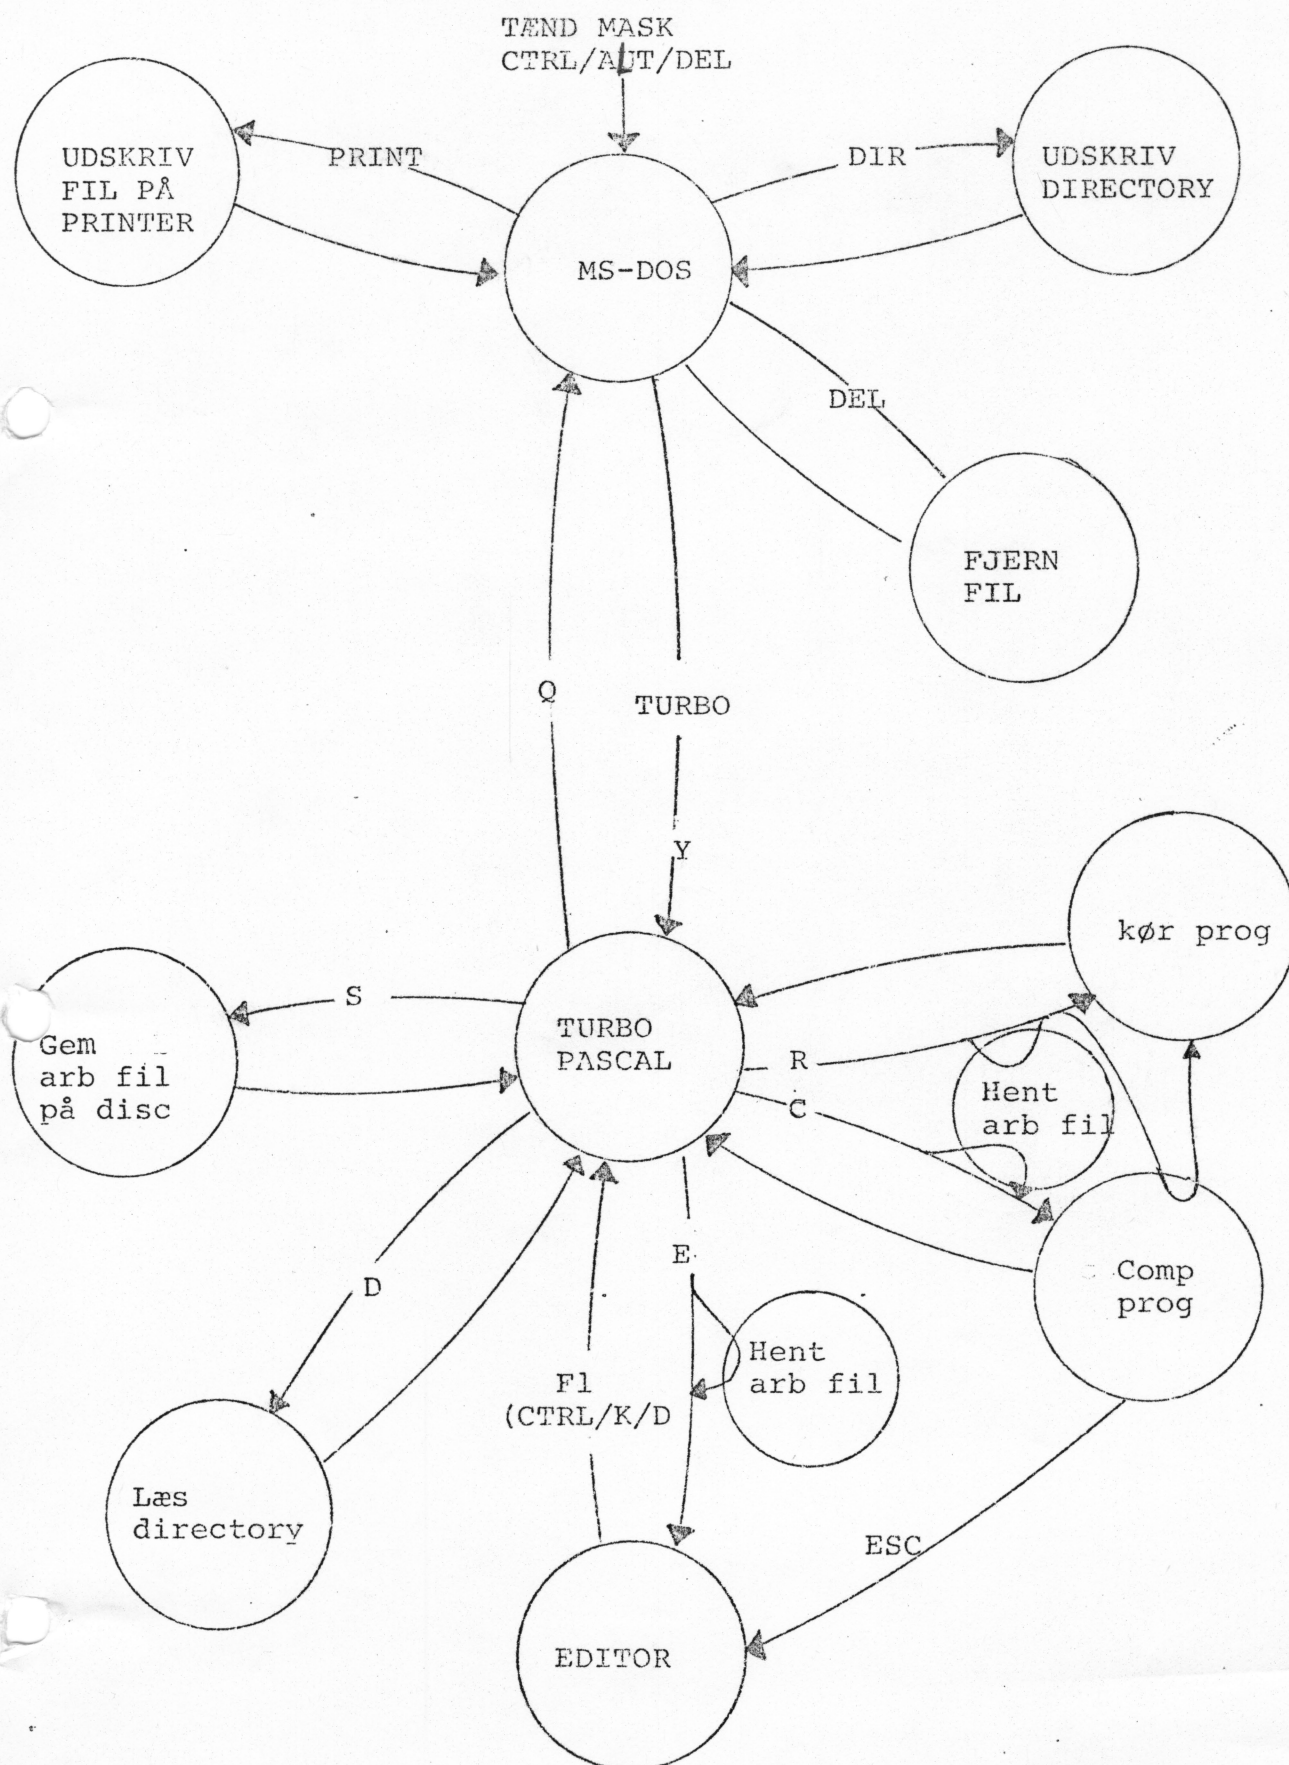 TÆND MASK
CTRL/AUT/DEL
UDSKRIV
FIL PÅ
PRINTER
PRINT
MS-DOS
DIR
UDSKRIV
DIRECTORY
DEL
FJERN
FIL
Q
TURBO
Y
kør prog
S
Gem
arb fil
på disc
TURBO
PASCAL
R
C
Hent
arb fil
Comp
prog
D
E
Hent
arb fil
F1
(CTRL/K/D
Læs
directory
ESC
EDITOR